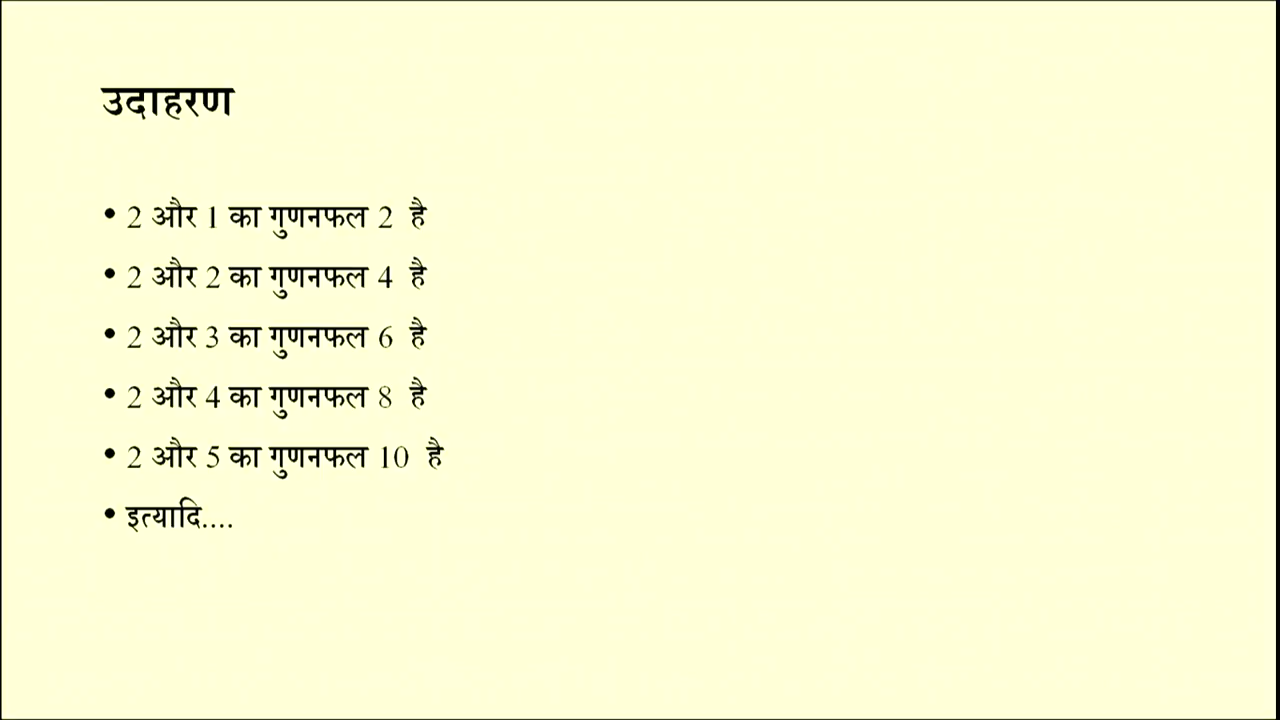 उदाहरण
• 2 और 1 का गुणनफल 2 है
• 2 और 2 का गुणनफल 4 है
• 2 और 3 का गुणनफल 6 है
• 2 और 4 का गुणनफल 8 है
• 2 और 5 का गुणनफल 10 है
• इत्यादि....